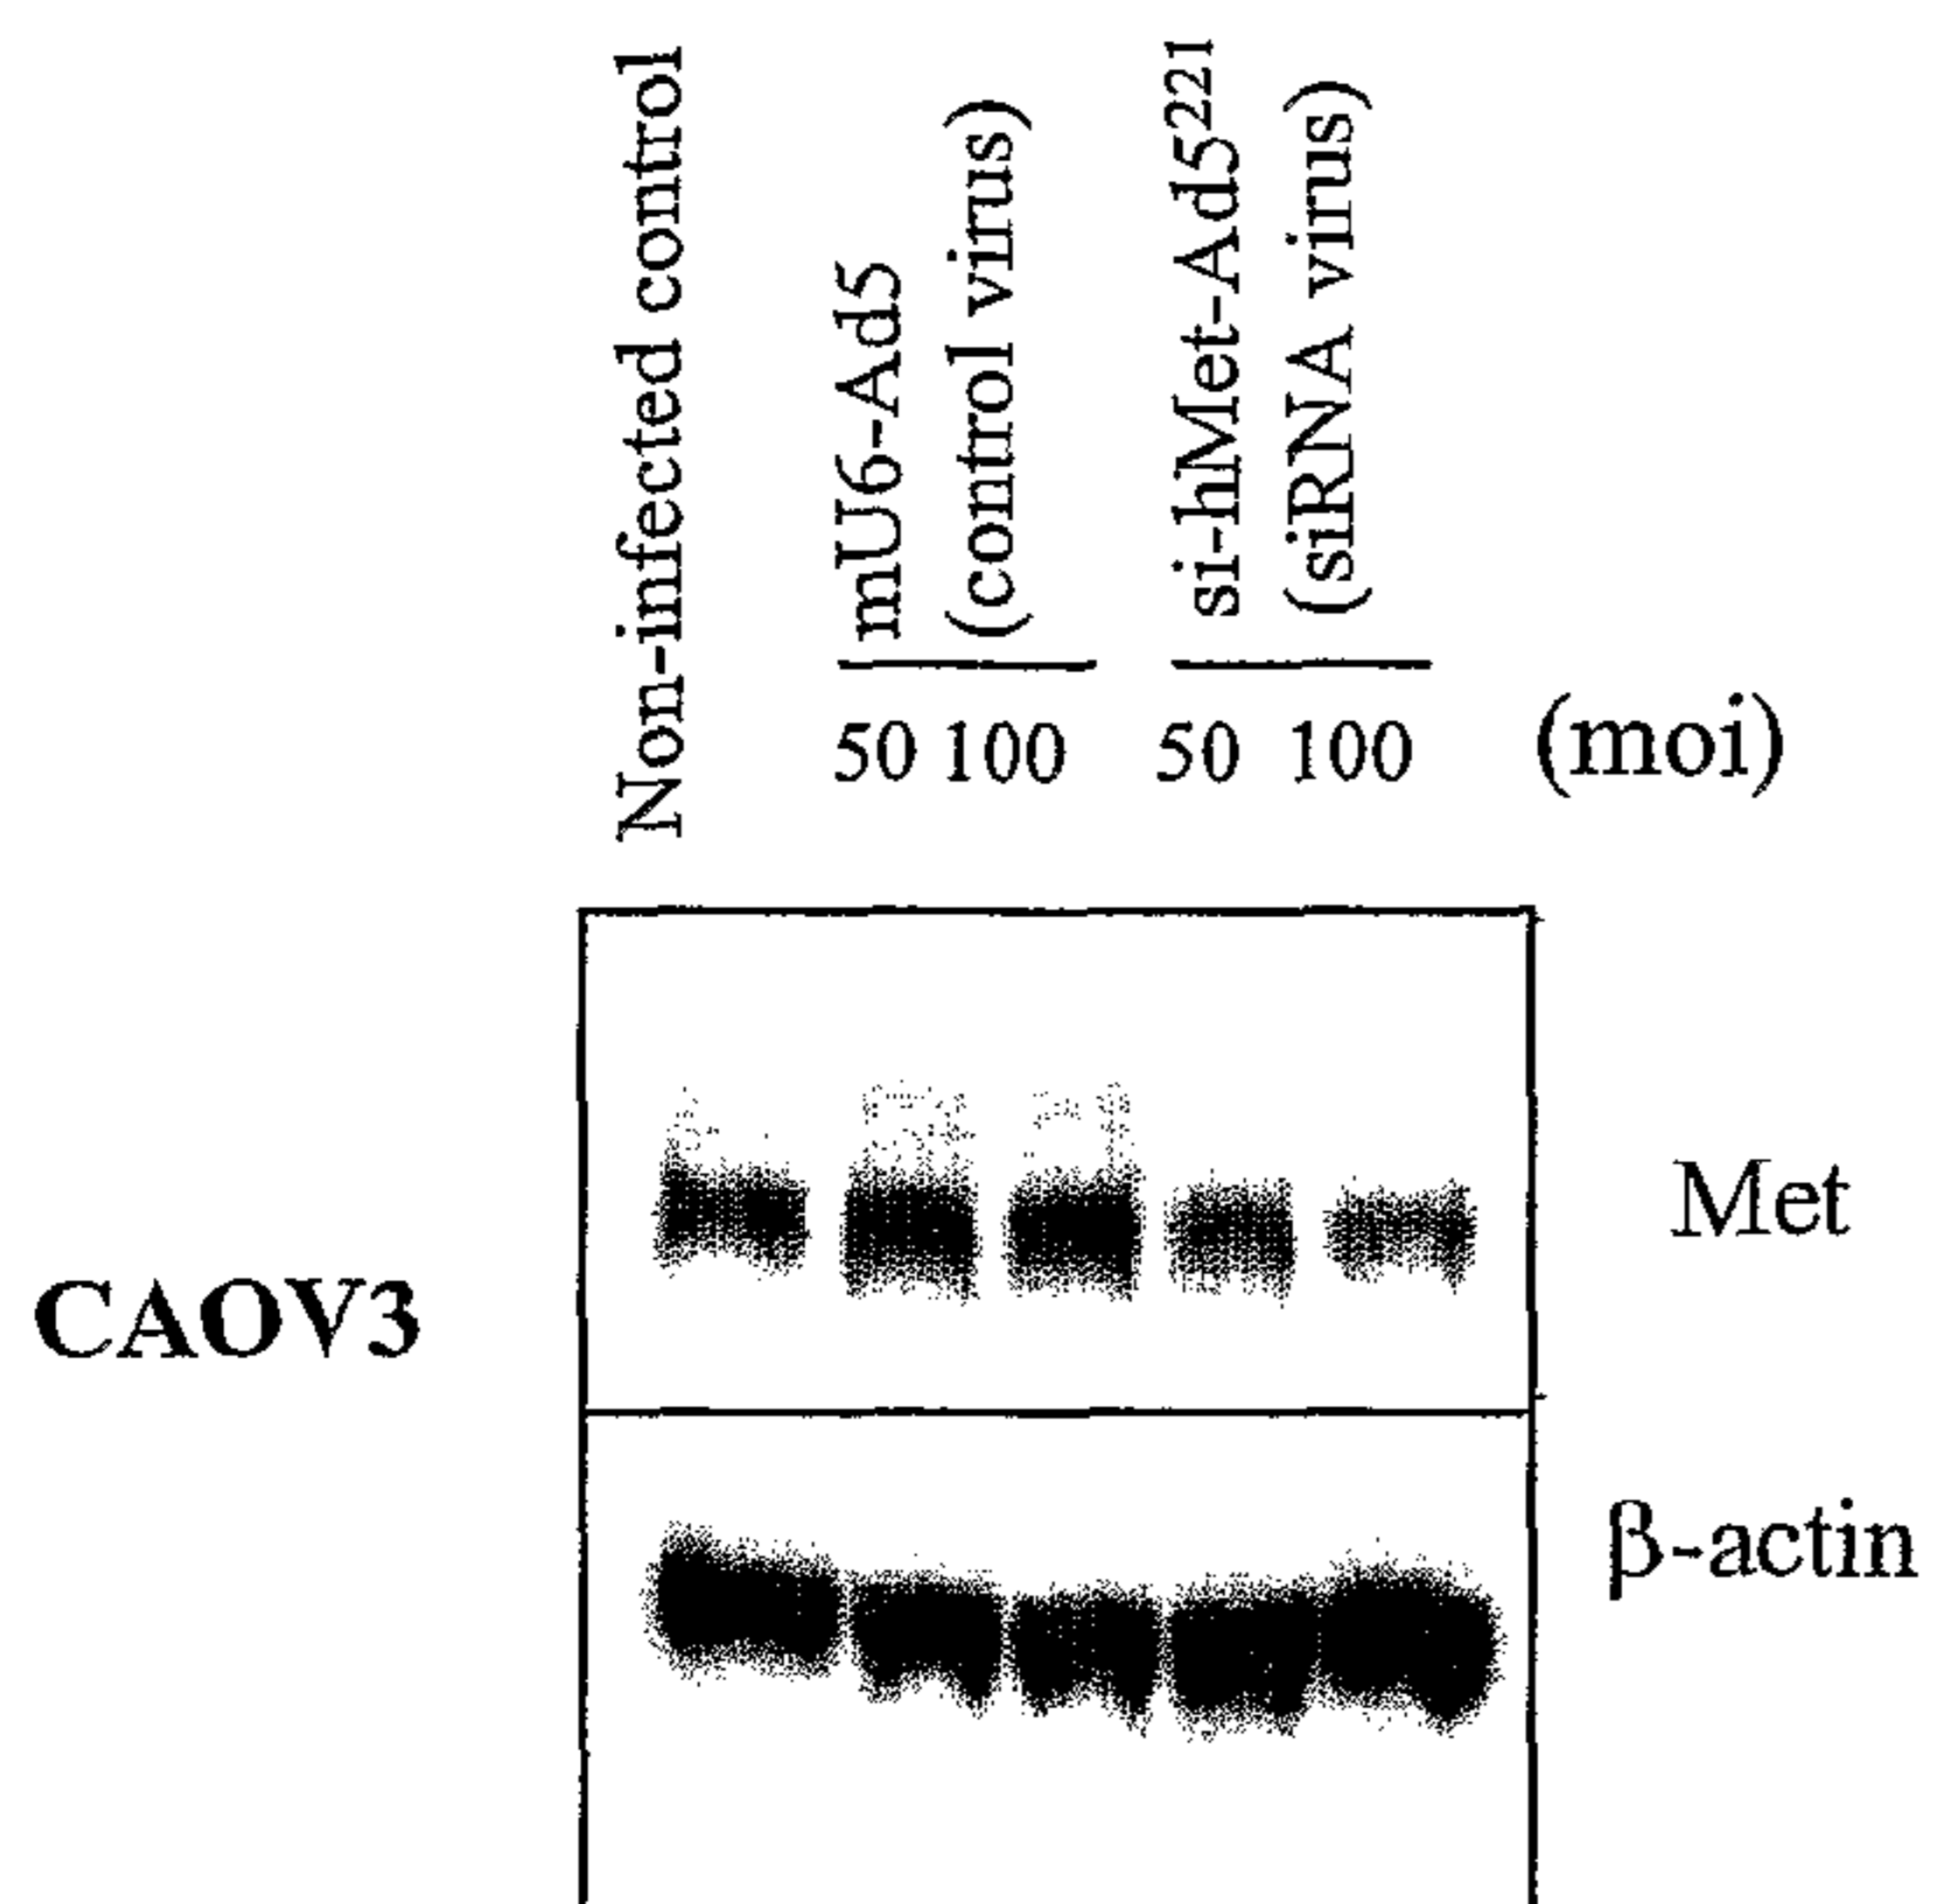 Non-infected control
mU6-Ad5
(control virus)
si-hMet-Ad5²²¹
(siRNA virus)
50 100 50 100 (moi)
Met
CAOV3
β-actin